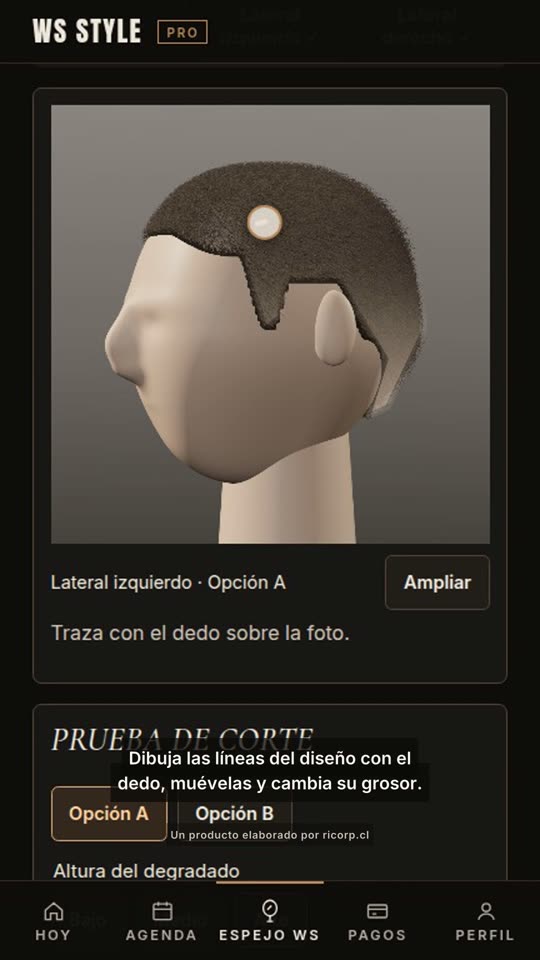 WS STYLE
PRO
Lateral izquierdo · Opción A
Ampliar
Traza con el dedo sobre la foto.
PRUEBA DE CORTE
Dibuja las líneas del diseño con el
dedo, muévelas y cambia su grosor.
Opción A
Opción B
Un producto elaborado por ricorp.cl
Altura del degradado
HOY
AGENDA
ESPEJO WS
PAGOS
PERFIL